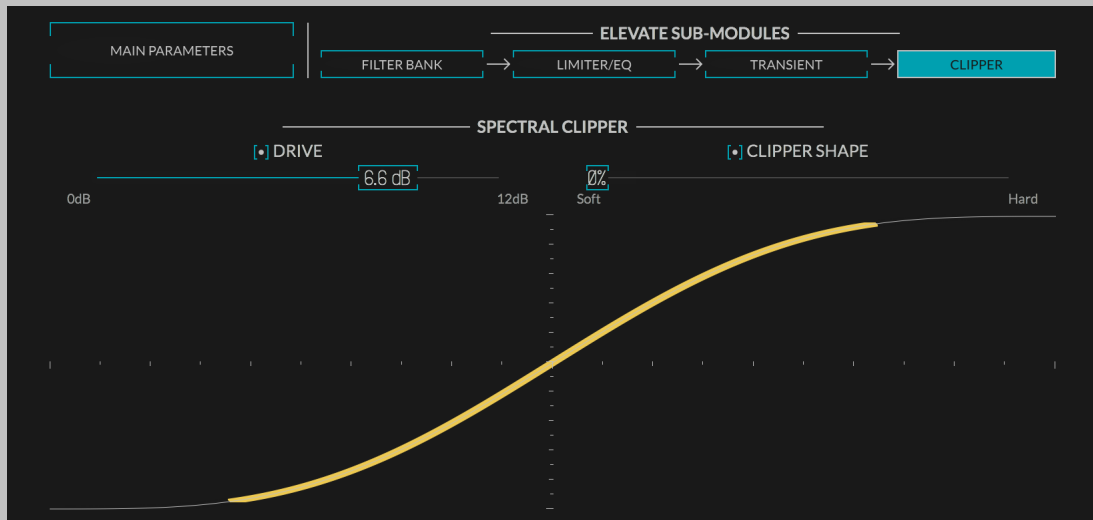 MAIN PARAMETERS
ELEVATE SUB-MODULES
FILTER BANK
LIMITER/EQ
TRANSIENT
CLIPPER
SPECTRAL CLIPPER
[•] DRIVE
[•] CLIPPER SHAPE
6.6 dB
0%
0dB
12dB
Soft
Hard